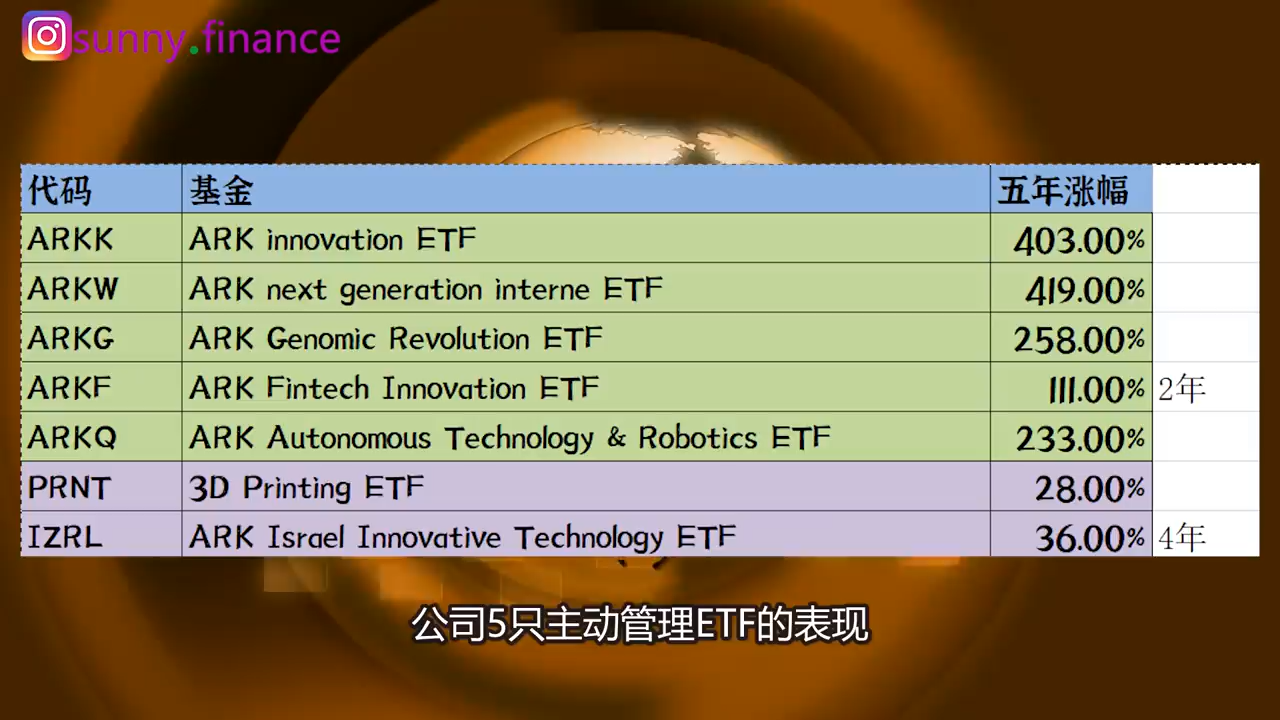 sunny.finance
代码 基金 五年涨幅
ARKK ARK innovation ETF 403.00%
ARKW ARK next generation interne ETF 419.00%
ARKG ARK Genomic Revolution ETF 258.00%
ARKF ARK Fintech Innovation ETF 111.00% 2年
ARKQ ARK Autonomous Technology & Robotics ETF 233.00%
PRNT 3D Printing ETF 28.00%
IZRL ARK Israel Innovative Technology ETF 36.00% 4年
公司5只主动管理ETF的表现